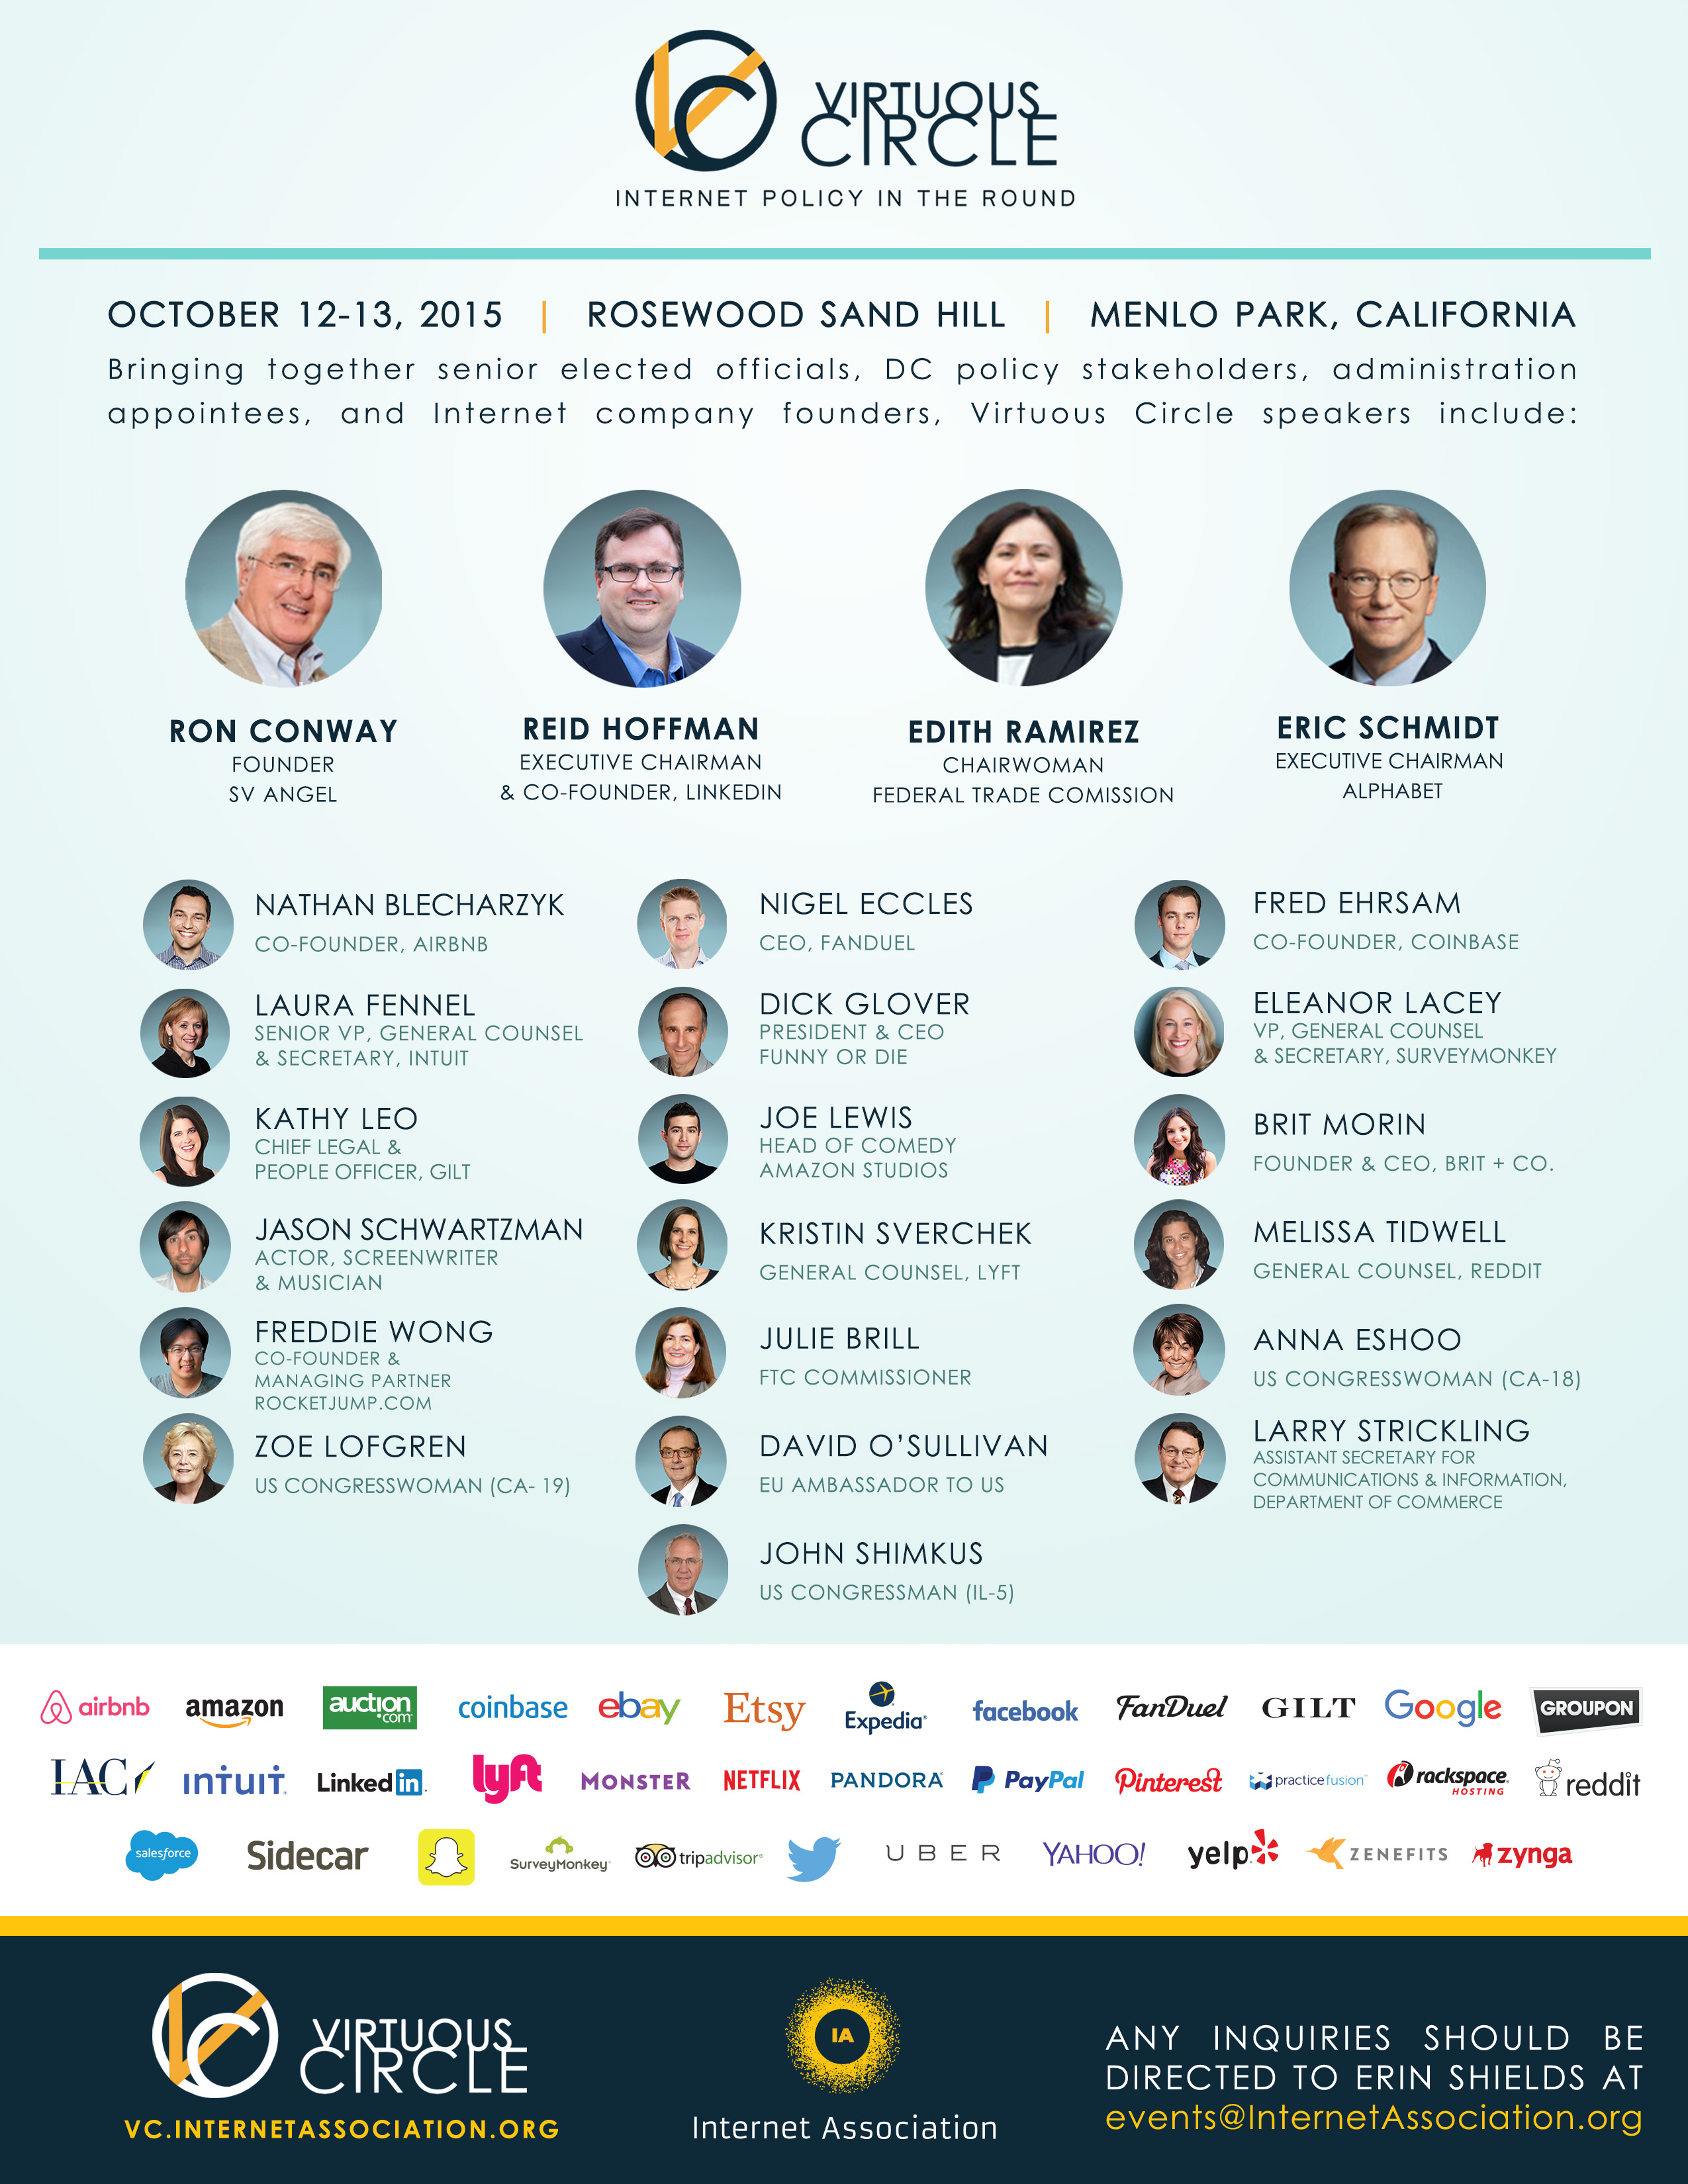 VC
VIRTUOUS
CIRCLE
INTERNET POLICY IN THE ROUND
OCTOBER 12-13, 2015 | ROSEWOOD SAND HILL | MENLO PARK, CALIFORNIA
Bringing together senior elected officials, DC policy stakeholders, administration
appointees, and Internet company founders, Virtuous Circle speakers include:
RON CONWAY
FOUNDER
SV ANGEL
REID HOFFMAN
EXECUTIVE CHAIRMAN
& CO-FOUNDER, LINKEDIN
EDITH RAMIREZ
CHAIRWOMAN
FEDERAL TRADE COMISSION
ERIC SCHMIDT
EXECUTIVE CHAIRMAN
ALPHABET
NATHAN BLECHARZYK
CO-FOUNDER, AIRBNB
NIGEL ECCLES
CEO, FANDUEL
FRED EHRSAM
CO-FOUNDER, COINBASE
LAURA FENNEL
SENIOR VP, GENERAL COUNSEL
& SECRETARY, INTUIT
DICK GLOVER
PRESIDENT & CEO
FUNNY OR DIE
ELEANOR LACEY
VP, GENERAL COUNSEL
& SECRETARY, SURVEYMONKEY
KATHY LEO
CHIEF LEGAL &
PEOPLE OFFICER, GILT
JOE LEWIS
HEAD OF COMEDY
AMAZON STUDIOS
BRIT MORIN
FOUNDER & CEO, BRIT + CO.
JASON SCHWARTZMAN
ACTOR, SCREENWRITER
& MUSICIAN
KRISTIN SVERCHEK
GENERAL COUNSEL, LYFT
MELISSA TIDWELL
GENERAL COUNSEL, REDDIT
FREDDIE WONG
CO-FOUNDER &
MANAGING PARTNER
ROCKETJUMP.COM
JULIE BRILL
FTC COMMISSIONER
ANNA ESHOO
US CONGRESSWOMAN (CA-18)
ZOE LOFGREN
US CONGRESSWOMAN (CA- 19)
DAVID O'SULLIVAN
EU AMBASSADOR TO US
LARRY STRICKLING
ASSISTANT SECRETARY FOR
COMMUNICATIONS & INFORMATION,
DEPARTMENT OF COMMERCE
JOHN SHIMKUS
US CONGRESSMAN (IL-5)
airbnb amazon auction.com coinbase ebay Etsy Expedia® facebook FanDuel GILT Google GROUPON
IAC intuit. Linked in. lyft MONSTER NETFLIX PANDORA® PayPal Pinterest practice fusion™ rackspace. HOSTING reddit
salesforce Sidecar SurveyMonkey® tripadvisor® UBER YAHOO! yelp ZENEFITS zynga
VC
VIRTUOUS
CIRCLE
VC.INTERNETASSOCIATION.ORG
IA
Internet Association
ANY INQUIRIES SHOULD BE
DIRECTED TO ERIN SHIELDS AT
events@InternetAssociation.org